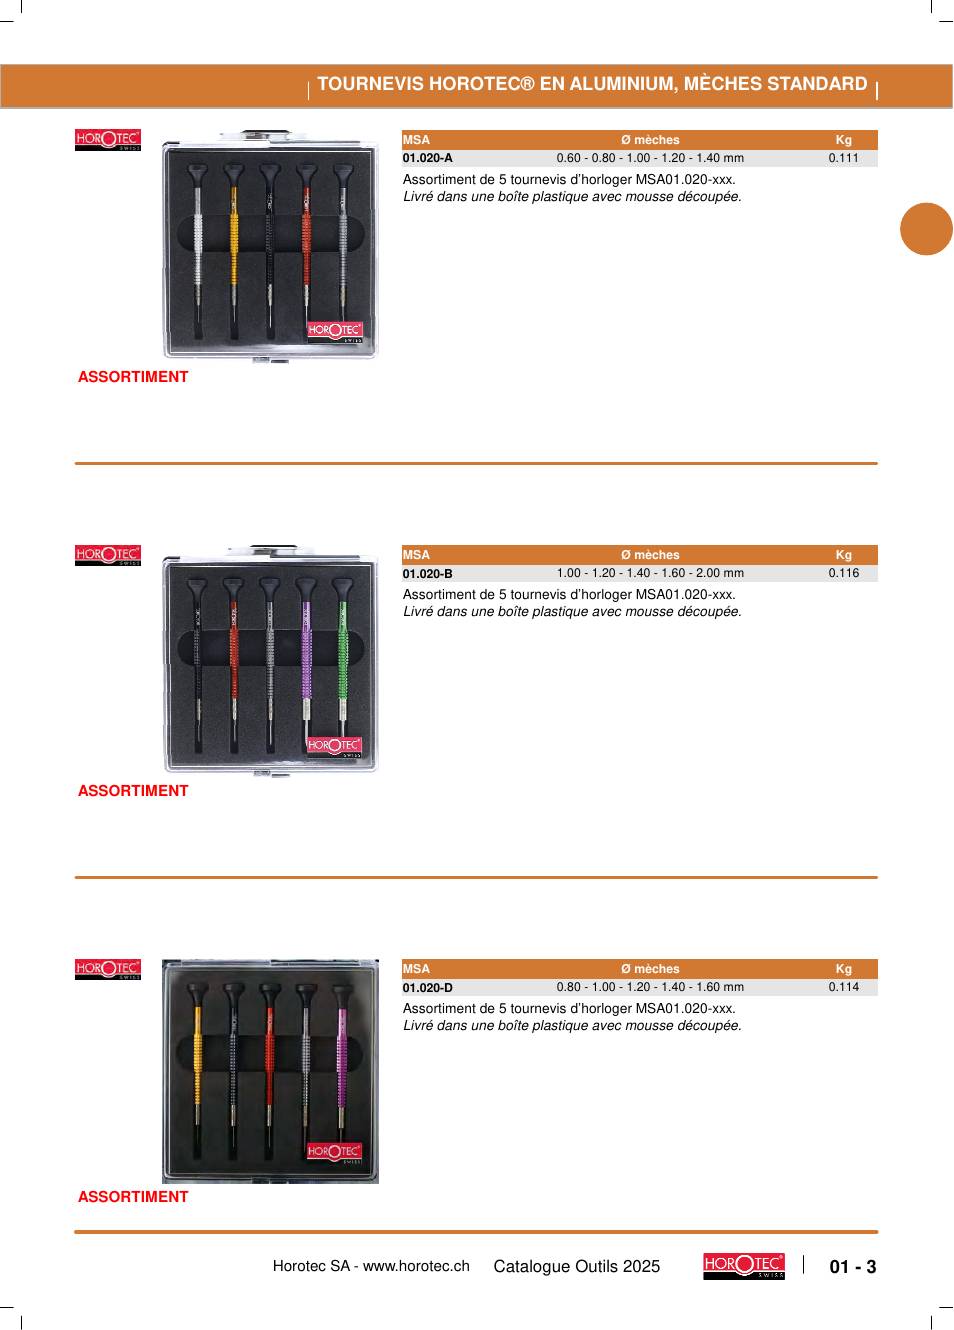 TOURNEVIS HOROTEC® EN ALUMINIUM, MÈCHES STANDARD
HOROTEC®
SWISS
MSA Ø mèches Kg
01.020-A 0.60 - 0.80 - 1.00 - 1.20 - 1.40 mm 0.111
Assortiment de 5 tournevis d'horloger MSA01.020-xxx.
Livré dans une boîte plastique avec mousse découpée.
HOROTEC®
SWISS
ASSORTIMENT
HOROTEC®
SWISS
MSA Ø mèches Kg
01.020-B 1.00 - 1.20 - 1.40 - 1.60 - 2.00 mm 0.116
Assortiment de 5 tournevis d'horloger MSA01.020-xxx.
Livré dans une boîte plastique avec mousse découpée.
HOROTEC®
SWISS
ASSORTIMENT
HOROTEC®
SWISS
MSA Ø mèches Kg
01.020-D 0.80 - 1.00 - 1.20 - 1.40 - 1.60 mm 0.114
Assortiment de 5 tournevis d'horloger MSA01.020-xxx.
Livré dans une boîte plastique avec mousse découpée.
HOROTEC®
SWISS
ASSORTIMENT
Horotec SA - www.horotec.ch Catalogue Outils 2025 HOROTEC® SWISS 01 - 3